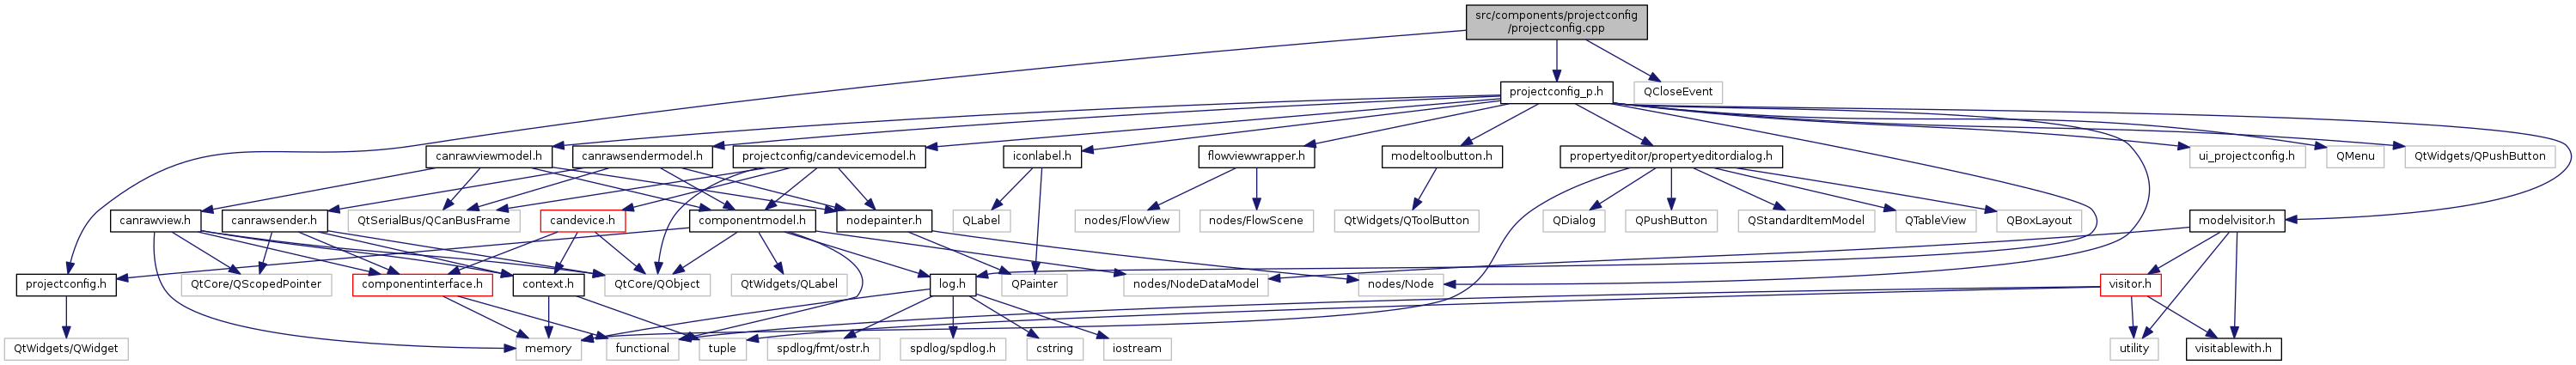 src/components/projectconfig
/projectconfig.cpp
projectconfig_p.h
QCloseEvent
canrawviewmodel.h
canrawsendermodel.h
projectconfig/candevicemodel.h
iconlabel.h
flowviewwrapper.h
modeltoolbutton.h
propertyeditor/propertyeditordialog.h
ui_projectconfig.h
QMenu
QtWidgets/QPushButton
canrawview.h
canrawsender.h
QtSerialBus/QCanBusFrame
candevice.h
componentmodel.h
nodepainter.h
QLabel
nodes/FlowView
nodes/FlowScene
QtWidgets/QToolButton
QDialog
QPushButton
QStandardItemModel
QTableView
QBoxLayout
modelvisitor.h
projectconfig.h
QtCore/QScopedPointer
componentinterface.h
context.h
QtCore/QObject
QtWidgets/QLabel
log.h
QPainter
nodes/NodeDataModel
nodes/Node
visitor.h
QtWidgets/QWidget
memory
functional
tuple
spdlog/fmt/ostr.h
spdlog/spdlog.h
cstring
iostream
utility
visitablewith.h